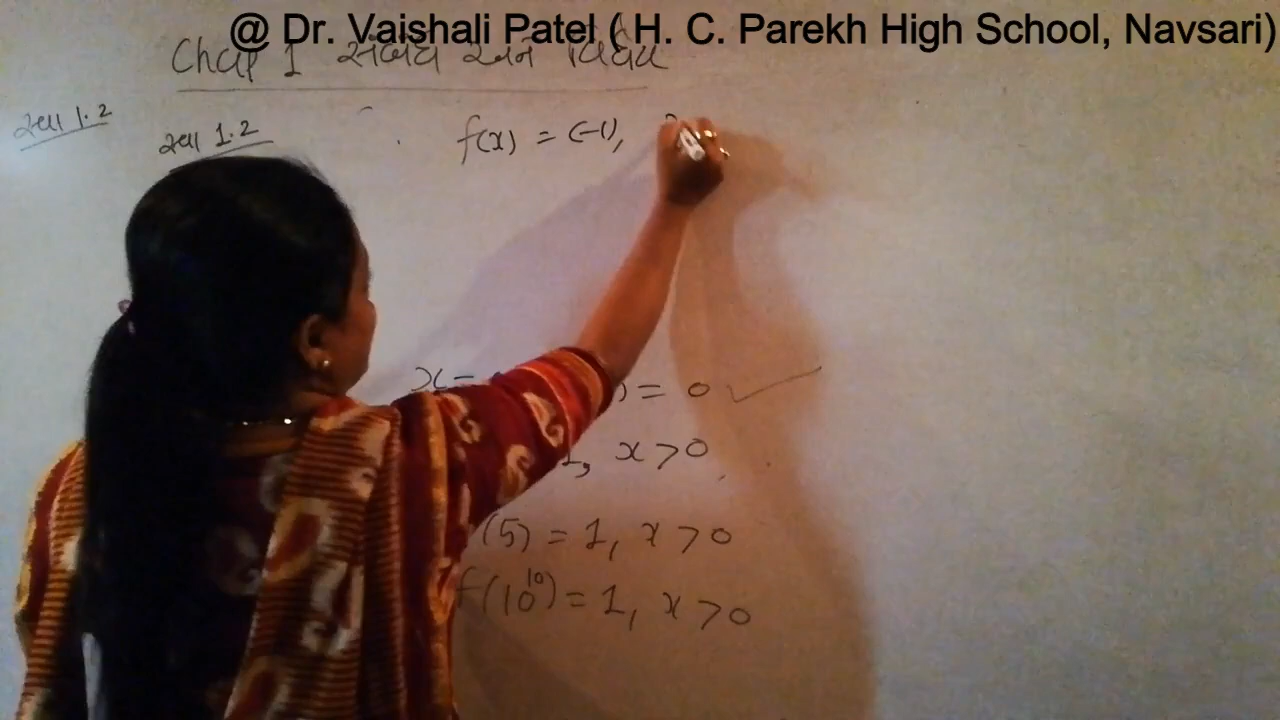 @ Dr. Vaishali Patel ( H. C. Parekh High School, Navsari)
Chap 1 સંબંધ અને વિધેય
સ્વા 1.2
સ્વા 1.2
f(x) = (-1),
x =
) = 0 ✓
1, x > 0
(5) = 1, x > 0
f(10¹⁰) = 1, x > 0